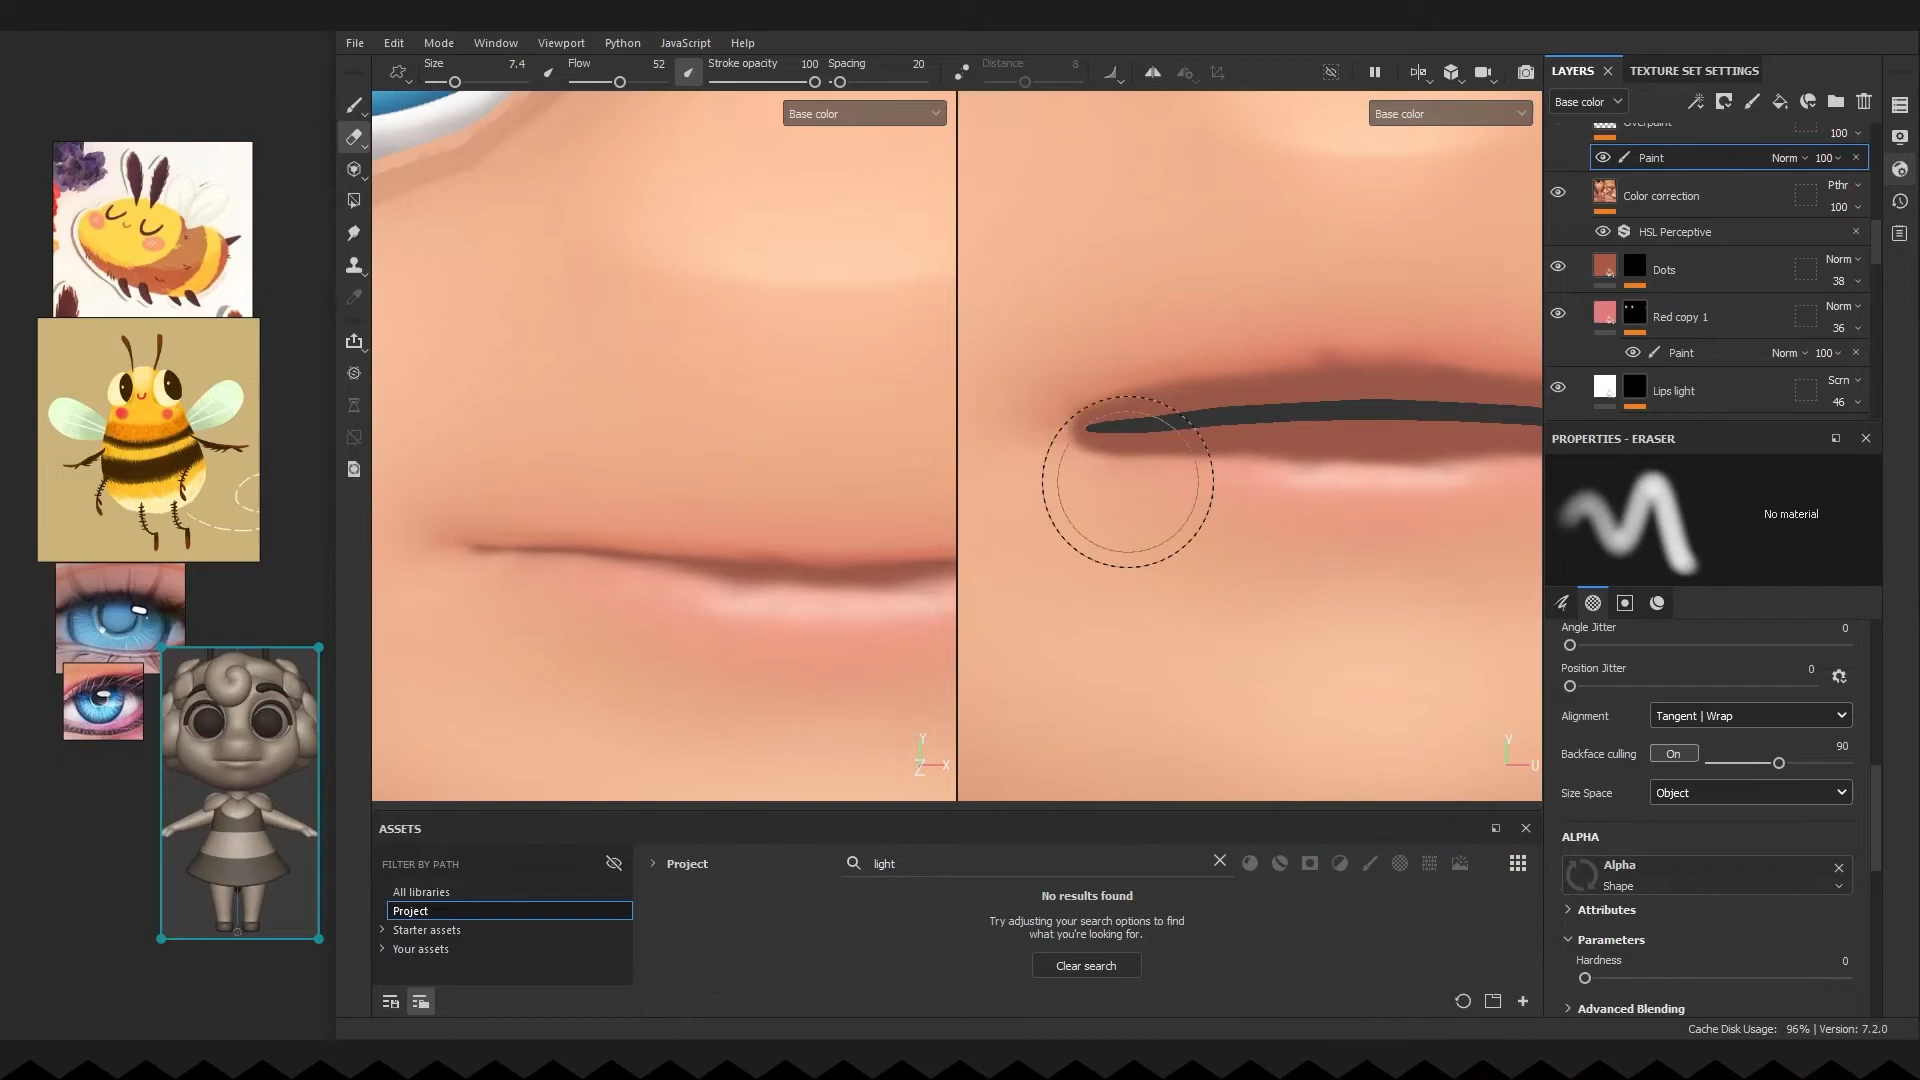 File Edit Mode Window Viewport Python JavaScript Help
Size 7.4 Flow 52 Stroke opacity 100 Spacing 20 Distance 8
LAYERS TEXTURE SET SETTINGS
Base color
Base color
Base color
Overpaint
100
Paint Norm 100
Color correction Pthr
100
HSL Perceptive
Dots Norm
38
Red copy 1 Norm
36
Paint Norm 100
Lips light Scrn
46
PROPERTIES - ERASER
No material
Angle Jitter 0
Position Jitter 0
Alignment Tangent | Wrap
Backface culling On 90
Size Space Object
ALPHA
Alpha
Shape
Attributes
Parameters
Hardness 0
Advanced Blending
Y
Z X
V
U
ASSETS
FILTER BY PATH
All libraries
Project
Starter assets
Your assets
Project
light
No results found
Try adjusting your search options to find
what you're looking for.
Clear search
Cache Disk Usage: 96% | Version: 7.2.0